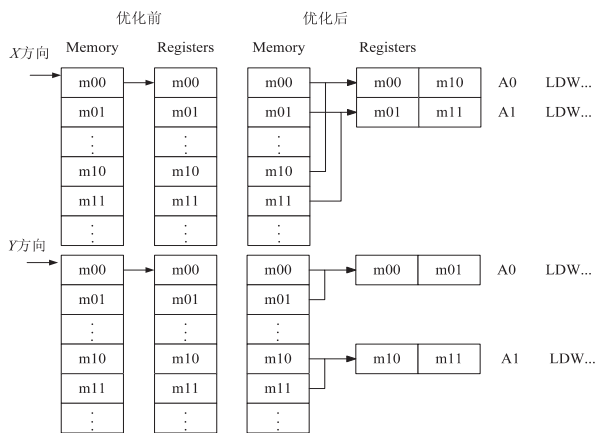 优化前 优化后
X方向 Memory Registers Memory Registers
m00 m00 m00 m00 m10 A0 LDW...
m01 m01 m01 m01 m11 A1 LDW...
⋮ ⋮ ⋮
m10 m10 m10
m11 m11 m11
⋮ ⋮ ⋮
Y方向
m00 m00 m00 m00 m01 A0 LDW...
m01 m01 m01
⋮ ⋮ ⋮
m10 m10 m10 m10 m11 A1 LDW...
m11 m11 m11
⋮ ⋮ ⋮